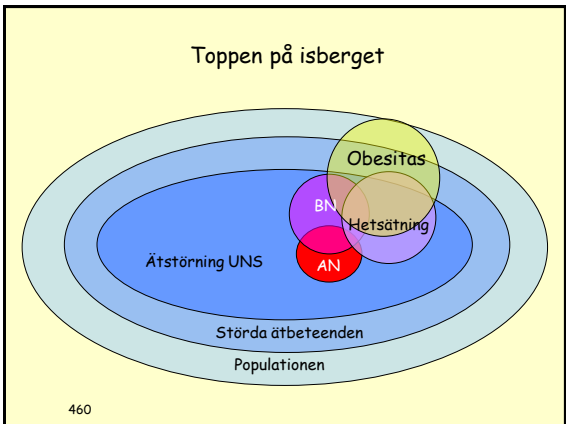 Toppen på isberget
Obesitas
BN
Hetsätning
Ätstörning UNS
AN
Störda ätbeteenden
Populationen
460